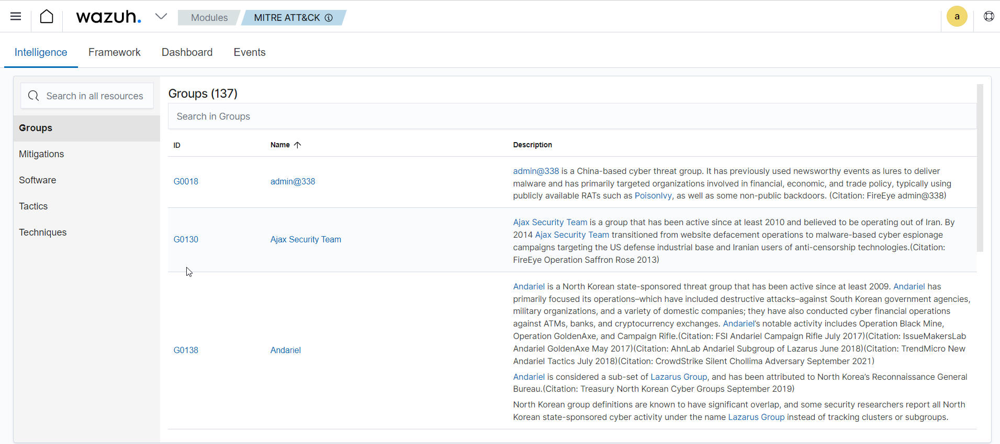 wazuh.
Modules
MITRE ATT&CK
a
Intelligence
Framework
Dashboard
Events
Search in all resources
Groups
Mitigations
Software
Tactics
Techniques
Groups (137)
Search in Groups
ID
Name
Description
G0018
admin@338
admin@338 is a China-based cyber threat group. It has previously used newsworthy events as lures to deliver
malware and has primarily targeted organizations involved in financial, economic, and trade policy, typically using
publicly available RATs such as PoisonIvy, as well as some non-public backdoors. (Citation: FireEye admin@338)
G0130
Ajax Security Team
Ajax Security Team is a group that has been active since at least 2010 and believed to be operating out of Iran. By
2014 Ajax Security Team transitioned from website defacement operations to malware-based cyber espionage
campaigns targeting the US defense industrial base and Iranian users of anti-censorship technologies.(Citation:
FireEye Operation Saffron Rose 2013)
G0138
Andariel
Andariel is a North Korean state-sponsored threat group that has been active since at least 2009. Andariel has
primarily focused its operations–which have included destructive attacks–against South Korean government agencies,
military organizations, and a variety of domestic companies; they have also conducted cyber financial operations
against ATMs, banks, and cryptocurrency exchanges. Andariel’s notable activity includes Operation Black Mine,
Operation GoldenAxe, and Campaign Rifle.(Citation: FSI Andariel Campaign Rifle July 2017)(Citation: IssueMakersLab
Andariel GoldenAxe May 2017)(Citation: AhnLab Andariel Subgroup of Lazarus June 2018)(Citation: TrendMicro New
Andariel Tactics July 2018)(Citation: CrowdStrike Silent Chollima Adversary September 2021)
Andariel is considered a sub-set of Lazarus Group, and has been attributed to North Korea’s Reconnaissance General
Bureau.(Citation: Treasury North Korean Cyber Groups September 2019)
North Korean group definitions are known to have significant overlap, and some security researchers report all North
Korean state-sponsored cyber activity under the name Lazarus Group instead of tracking clusters or subgroups.